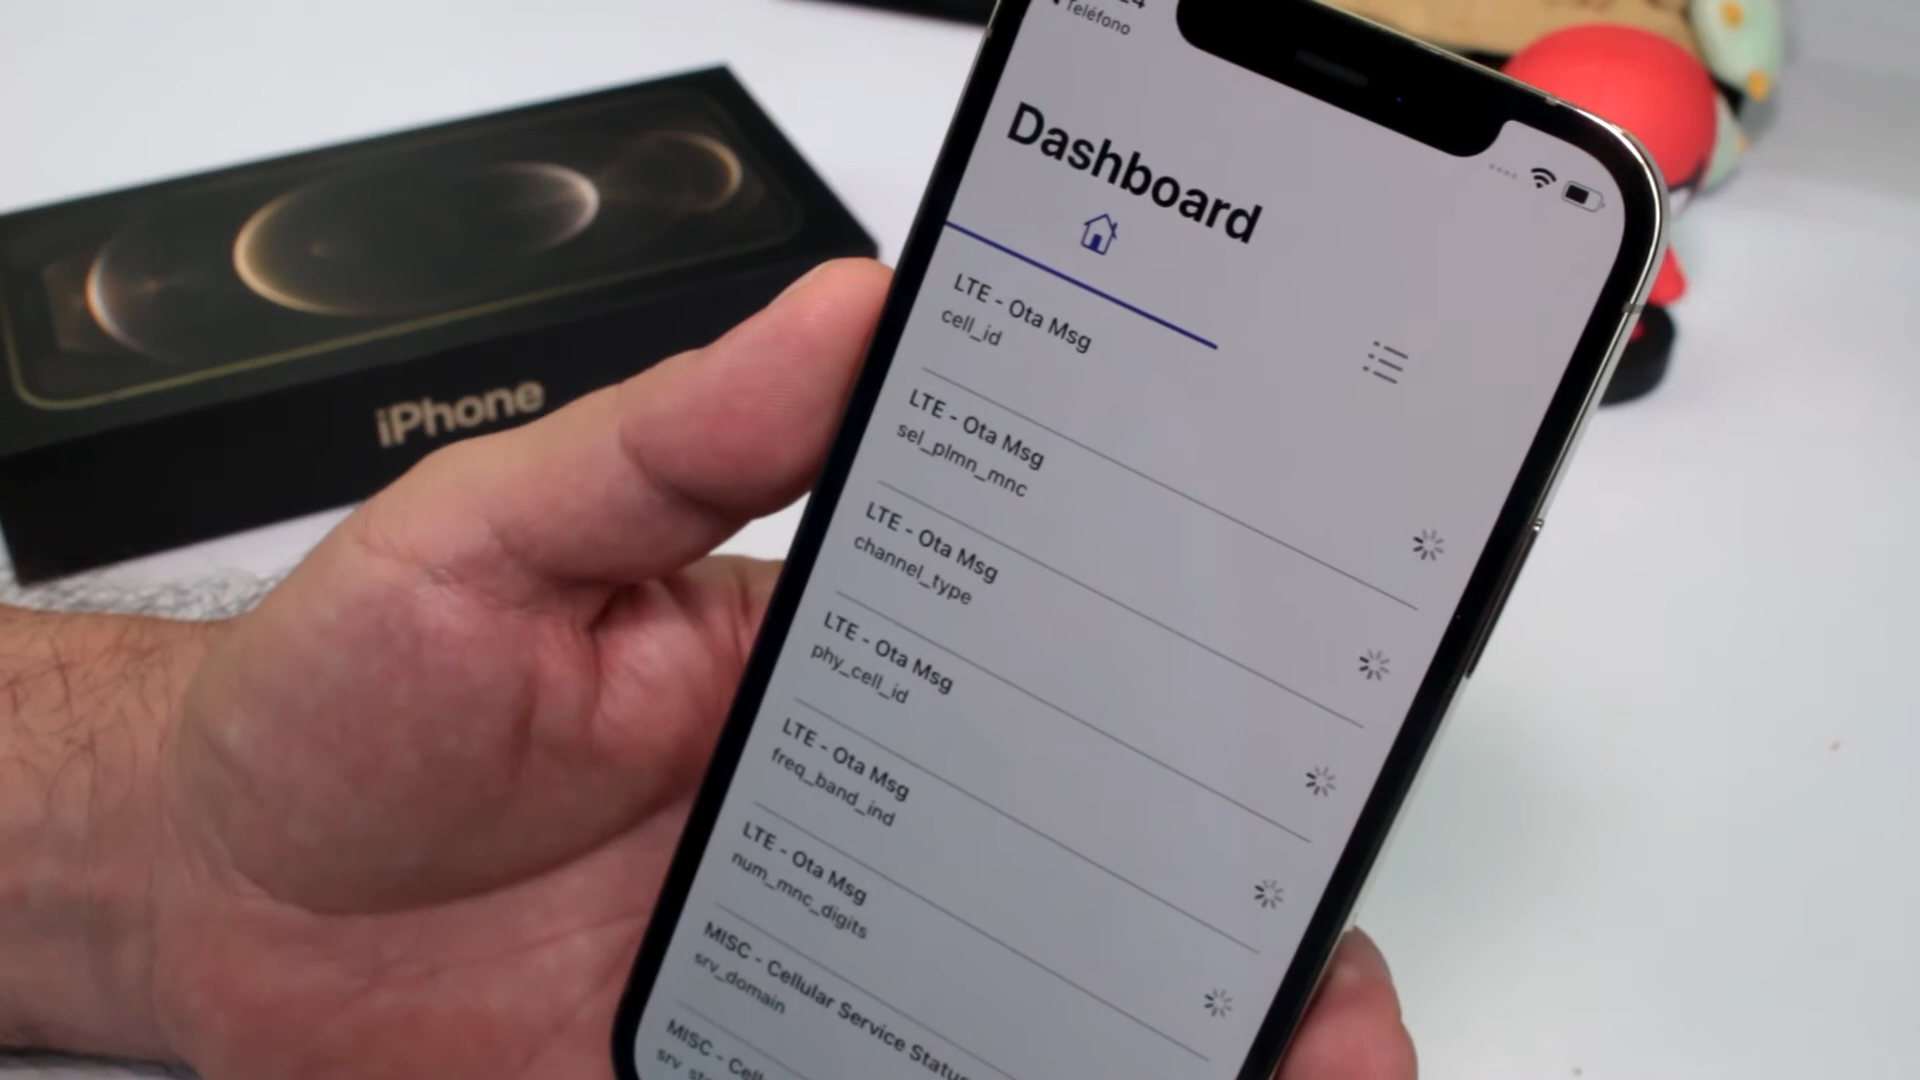 Teléfono
Dashboard
LTE - Ota Msg
cell_id
LTE - Ota Msg
sel_plmn_mnc
LTE - Ota Msg
channel_type
LTE - Ota Msg
phy_cell_id
LTE - Ota Msg
freq_band_ind
LTE - Ota Msg
num_mnc_digits
MISC - Cellular Service Status
srv_domain
MISC - Cell
iPhone